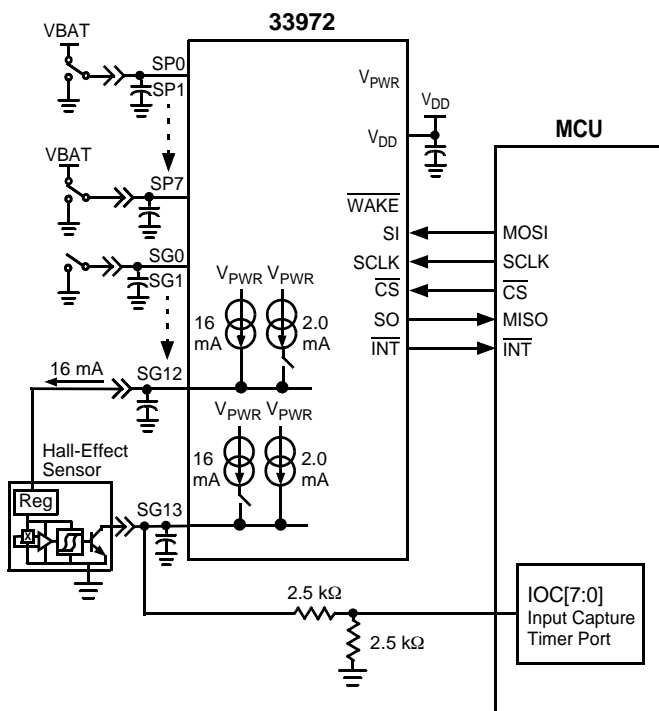 33972
VBAT
SP0
SP1
VPWR
VDD
VDD
MCU
VBAT
SP7
WAKE
SI
MOSI
SG0
SCLK
SCLK
SG1
VPWR VPWR
CS
CS
16 mA
2.0 mA
SO
MISO
INT
INT
16 mA
SG12
VPWR VPWR
Hall-Effect
Sensor
16 mA
2.0 mA
Reg
SG13
X
2.5 kΩ
IOC[7:0]
Input Capture
Timer Port
2.5 kΩ